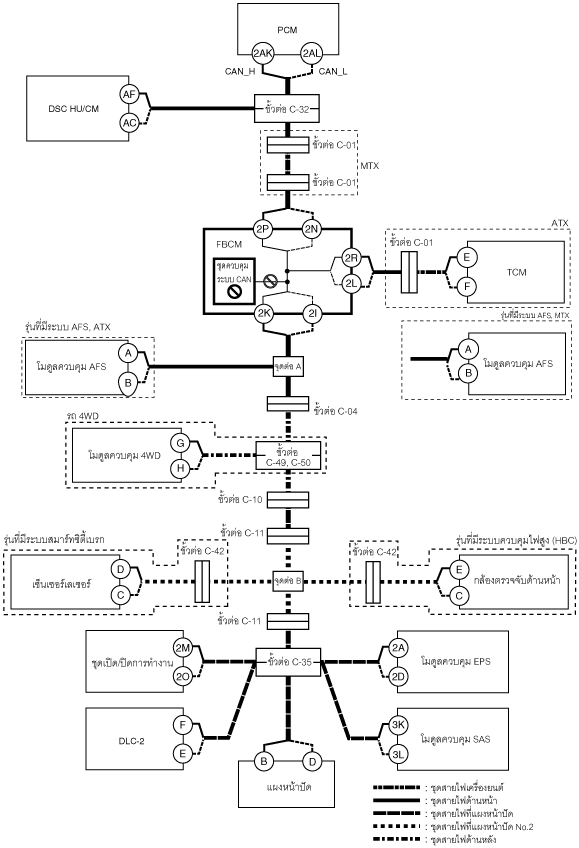 PCM
2AK
2AL
CAN_H
CAN_L
DSC HU/CM
AF
AC
ขั้วต่อ C-32
ขั้วต่อ C-01
MTX
ขั้วต่อ C-01
FBCM
2P
2N
ชุดควบคุม
ระบบ CAN
2R
2L
2K
2I
ATX
ขั้วต่อ C-01
E
F
TCM
รุ่นที่มีระบบ AFS, ATX
โมดูลควบคุม AFS
A
B
ชุดต่อ A
รุ่นที่มีระบบ AFS, MTX
A
B
โมดูลควบคุม AFS
ขั้วต่อ C-04
รถ 4WD
โมดูลควบคุม 4WD
G
H
ขั้วต่อ
C-49, C-50
ขั้วต่อ C-10
ขั้วต่อ C-11
รุ่นที่มีระบบสมาร์ทซิตี้เบรก
ขั้วต่อ C-42
เซ็นเซอร์เลเซอร์
D
C
ชุดต่อ B
รุ่นที่มีระบบควบคุมไฟสูง (HBC)
ขั้วต่อ C-42
E
C
กล้องตรวจจับด้านหน้า
ขั้วต่อ C-11
ชุดเปิด/ปิดการทำงาน
2M
2O
ขั้วต่อ C-35
2A
2D
โมดูลควบคุม EPS
DLC-2
F
E
3K
3L
โมดูลควบคุม SAS
B
D
แผงหน้าปัด
: ชุดสายไฟเครื่องยนต์
: ชุดสายไฟด้านหน้า
: ชุดสายไฟที่แผงหน้าปัด
: ชุดสายไฟที่แผงหน้าปัด No.2
: ชุดสายไฟด้านหลัง